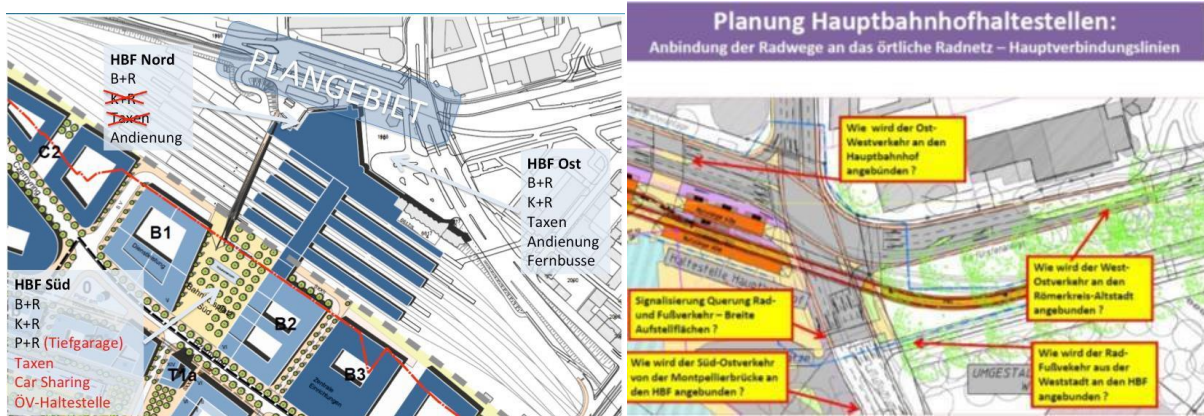 HBF Nord
B+R
K+R
Taxen
Andienung
PLANGEBIET
C2
B1
HBF Ost
B+R
K+R
Taxen
Andienung
Fernbusse
HBF Süd
B+R
K+R
P+R (Tiefgarage)
Taxen
Car Sharing
ÖV-Haltestelle
B2
T1a
B3
Planung Hauptbahnhofhaltestellen:
Anbindung der Radwege an das örtliche Radnetz – Hauptverbindungslinien
Wie wird der Ost-
Westverkehr an den
Hauptbahnhof
angebünden ?
Wie wird der West-
Ostverkehr an den
Römerkreis-Altstadt
angebunden ?
Signalisierung Querung Rad-
und Fußverkehr – Breite
Aufstellflächen ?
Wie wird der Süd-Ostverkehr
von der Montpellierbrücke an
den HBF angebunden ?
Wie wird der Rad-
Fußvekehr aus der
Weststadt an den HBF
angebunden ?